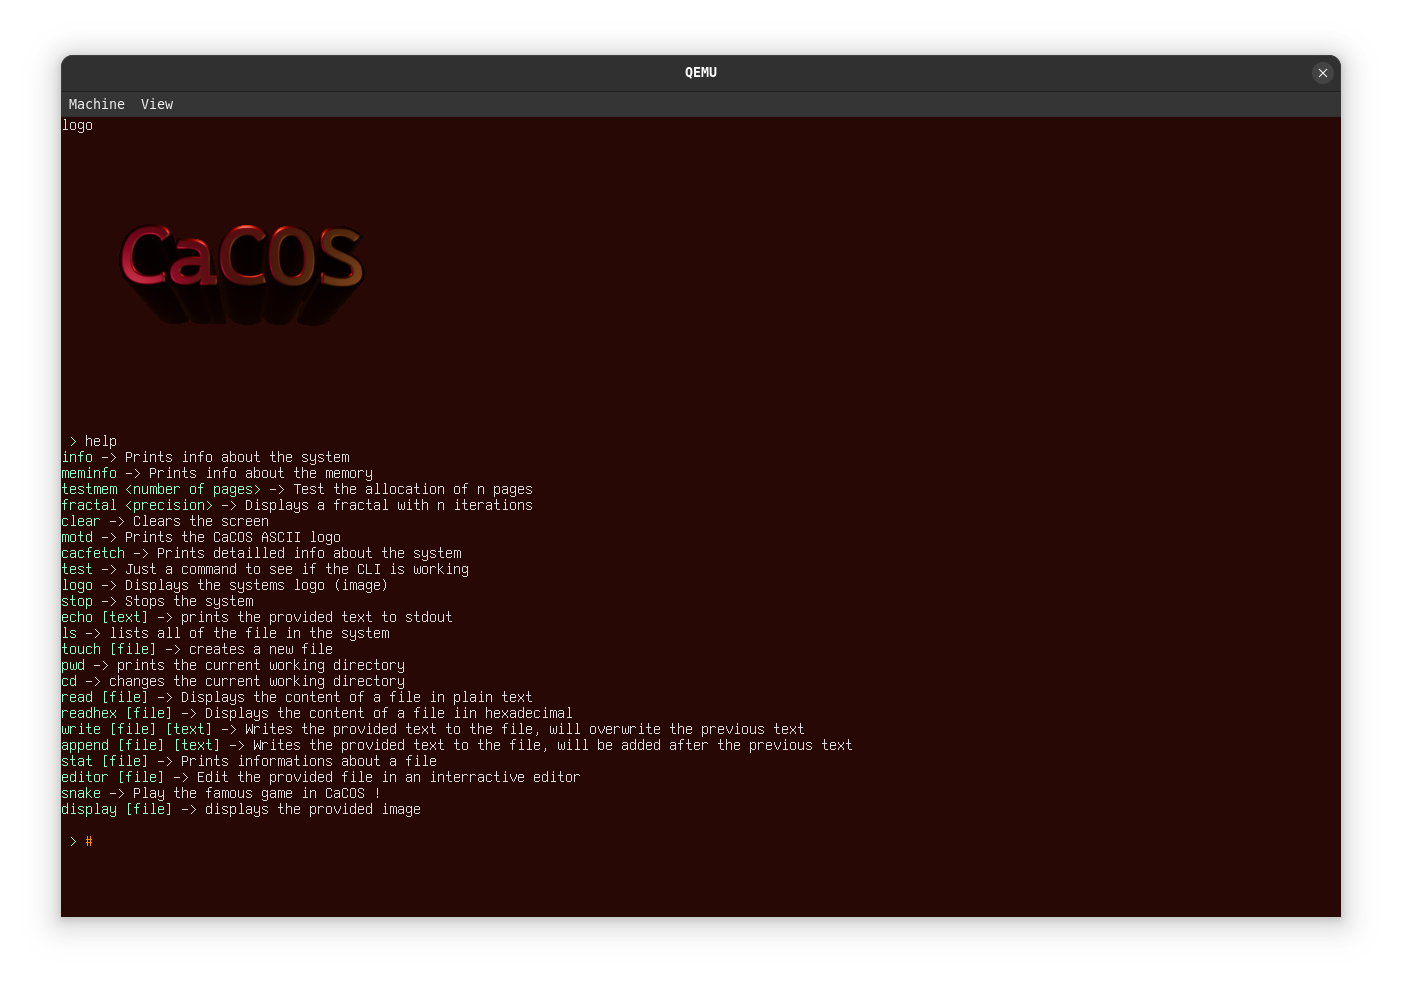 QEMU
Machine View
logo
CaCOS
> help
info -> Prints info about the system
meminfo -> Prints info about the memory
testmem <number of pages> -> Test the allocation of n pages
fractal <precision> -> Displays a fractal with n iterations
clear -> Clears the screen
motd -> Prints the CaCOS ASCII logo
cacfetch -> Prints detailled info about the system
test -> Just a command to see if the CLI is working
logo -> Displays the systems logo (image)
stop -> Stops the system
echo [text] -> prints the provided text to stdout
ls -> lists all of the file in the system
touch [file] -> creates a new file
pwd -> prints the current working directory
cd -> changes the current working directory
read [file] -> Displays the content of a file in plain text
readhex [file] -> Displays the content of a file iin hexadecimal
write [file] [text] -> Writes the provided text to the file, will overwrite the previous text
append [file] [text] -> Writes the provided text to the file, will be added after the previous text
stat [file] -> Prints informations about a file
editor [file] -> Edit the provided file in an interractive editor
snake -> Play the famous game in CaCOS !
display [file] -> displays the provided image
> #